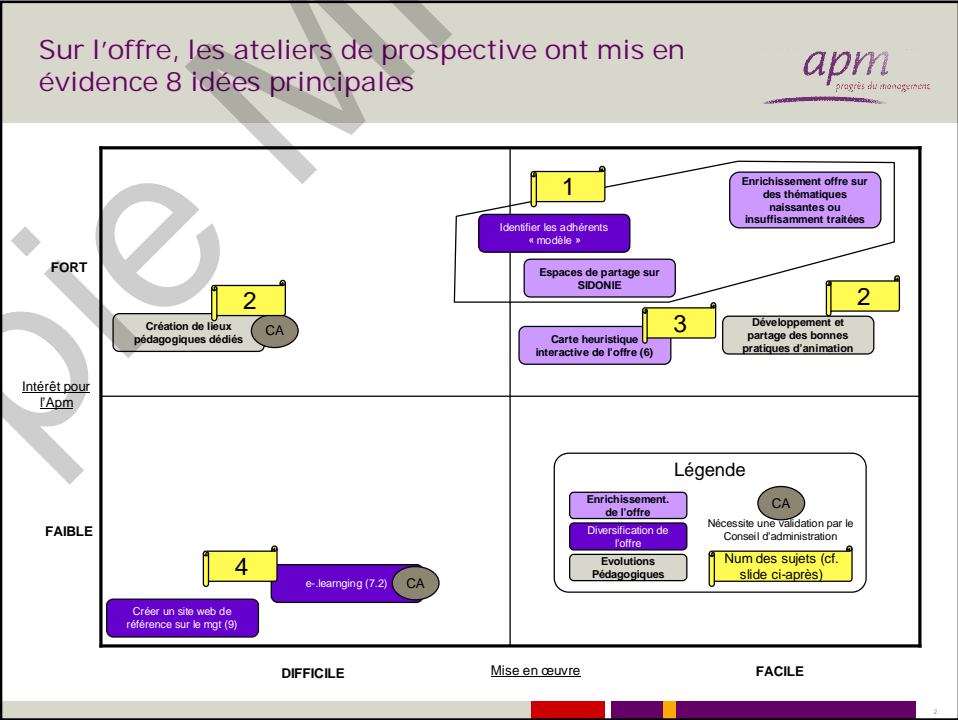 Sur l'offre, les ateliers de prospective ont mis en
évidence 8 idées principales
apm
progrès du management
1
Enrichissement offre sur
des thématiques
naissantes ou
insuffisamment traitées
Identifier les adhérents
« modèle »
FORT
Espaces de partage sur
SIDONIE
2
Création de lieux
pédagogiques dédiés
CA
3
Carte heuristique
interactive de l'offre (6)
2
Développement et
partage des bonnes
pratiques d'animation
Intérêt pour
l'Apm
Légende
Enrichissement.
de l'offre
Diversification de
l'offre
Evolutions
Pédagogiques
CA
Nécessite une validation par le
Conseil d'administration
Num des sujets (cf.
slide ci-après)
FAIBLE
4
e-.learnging (7.2)
CA
Créer un site web de
référence sur le mgt (9)
DIFFICILE
Mise en œuvre
FACILE
2